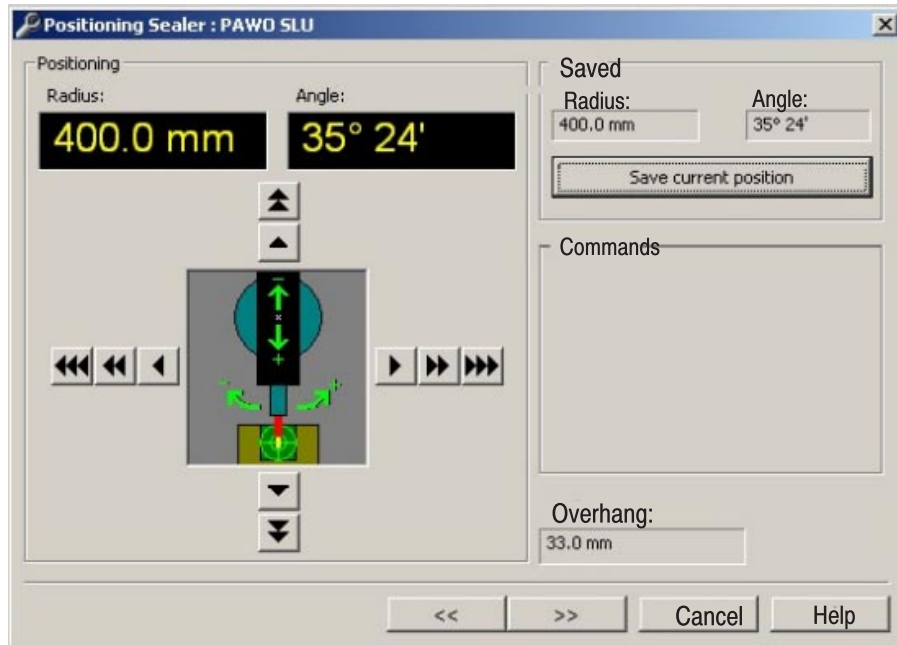 Positioning Sealer : PAWO SLU
Positioning
Radius:
Angle:
400.0 mm
35° 24'
Saved
Radius:
Angle:
400.0 mm
35° 24'
Save current position
Commands
-
+
-
+
Overhang:
33.0 mm
<<
>>
Cancel
Help